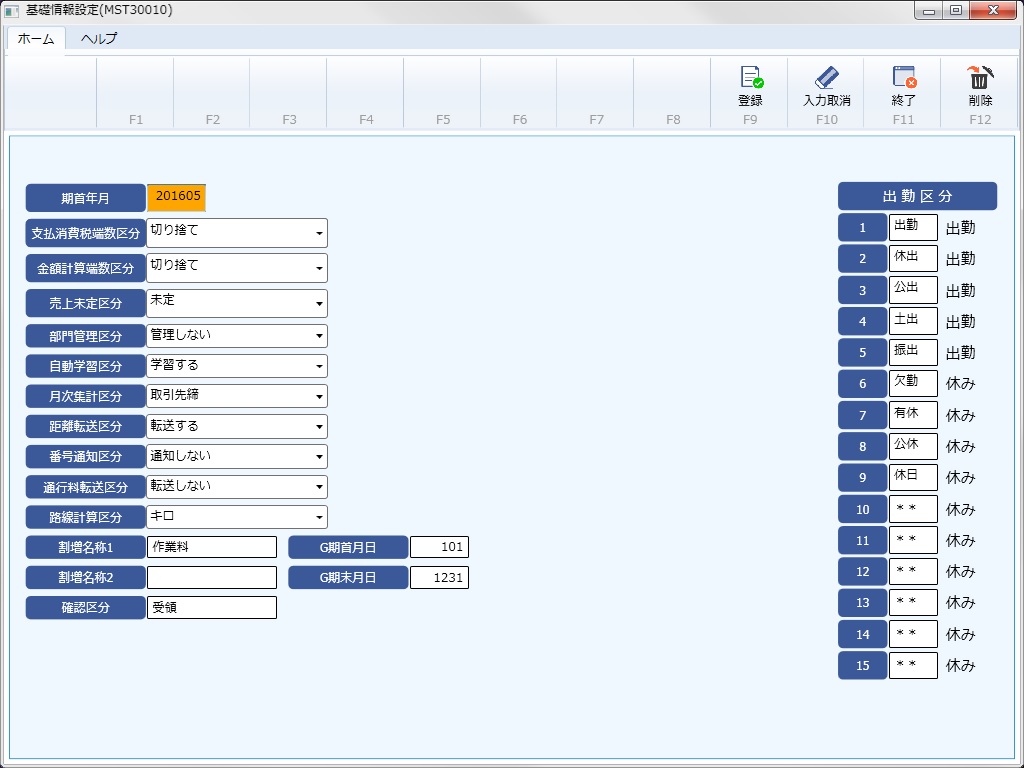 基礎情報設定(MST30010)
ホーム ヘルプ
登録 入力取消 終了 削除
F1 F2 F3 F4 F5 F6 F7 F8 F9 F10 F11 F12
期首年月 201605
支払消費税端数区分 切り捨て
金額計算端数区分 切り捨て
売上未定区分 未定
部門管理区分 管理しない
自動学習区分 学習する
月次集計区分 取引先締
距離転送区分 転送する
番号通知区分 通知しない
通行料転送区分 転送しない
路線計算区分 キロ
割増名称1 作業料 G期首月日 101
割増名称2 G期末月日 1231
確認区分 受領
出勤区分
1 出勤 出勤
2 休出 出勤
3 公出 出勤
4 土出 出勤
5 振出 出勤
6 欠勤 休み
7 有休 休み
8 公休 休み
9 休日 休み
10 ** 休み
11 ** 休み
12 ** 休み
13 ** 休み
14 ** 休み
15 ** 休み